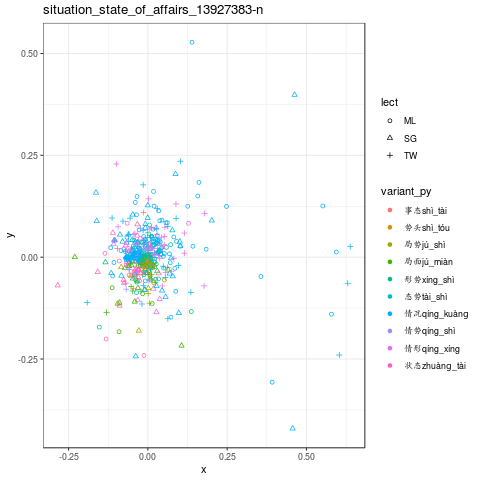 situation_state_of_affairs_13927383-n
0.50
0.25
0.00
-0.25
-0.25
0.00
0.25
0.50
x
y
lect
ML
SG
TW
variant_py
事态shì_tài
势头shì_tóu
局势jú_shì
局面jú_miàn
形势xíng_shì
态势tài_shì
情况qíng_kuàng
情势qíng_shì
情形qíng_xíng
状态zhuàng_tài